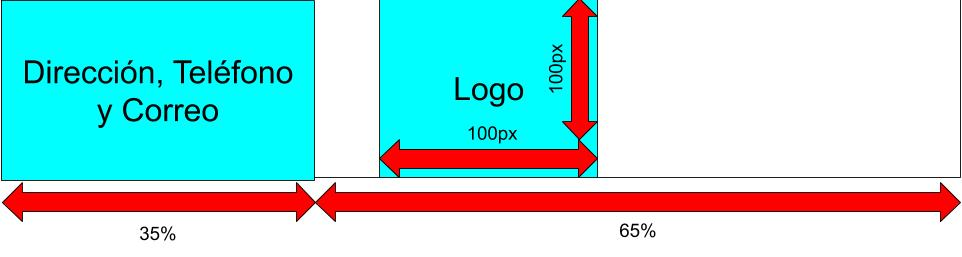 Dirección, Teléfono
y Correo
Logo
100px
100px
35%
65%